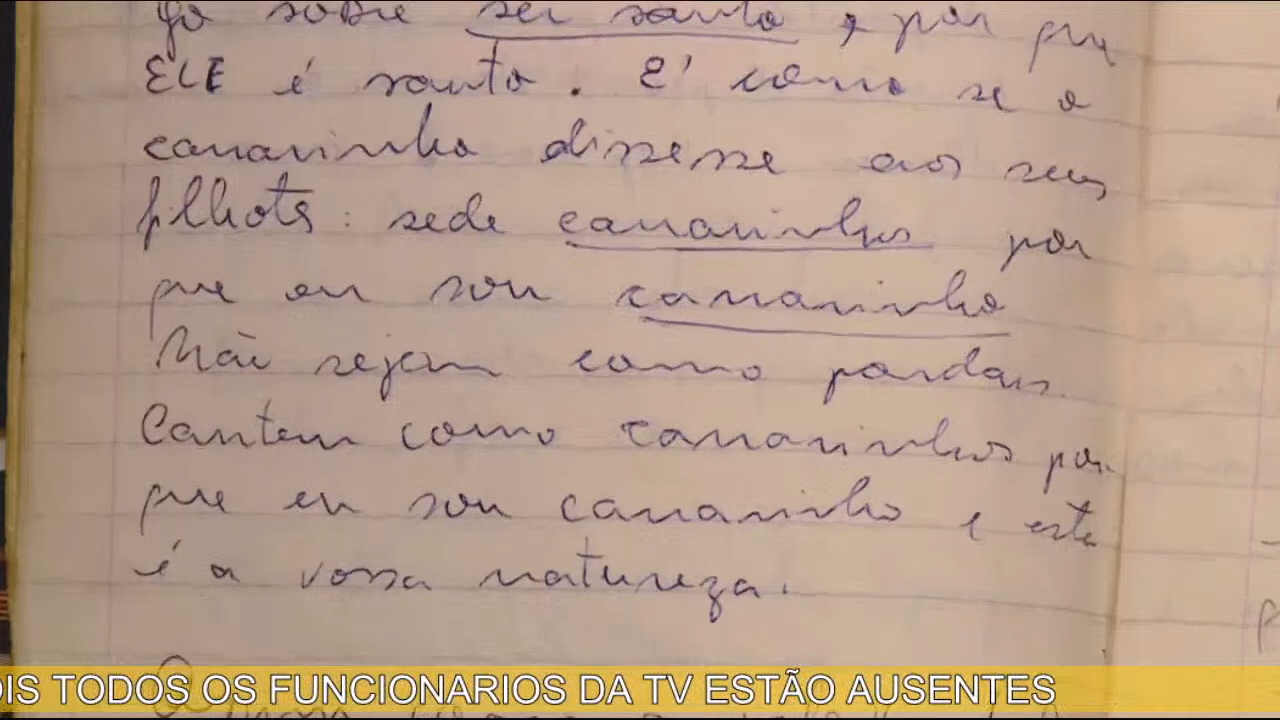 go sobre ser santo, por que
ELE é santo. E' como se o
canarinho dissesse aos seus
filhotes: sede canarinhos por
que eu sou canarinho
Não sejam como pardais.
Cantem como canarinhos por
que eu sou canarinho e esta
é a vossa natureza.
OIS TODOS OS FUNCIONARIOS DA TV ESTÃO AUSENTES